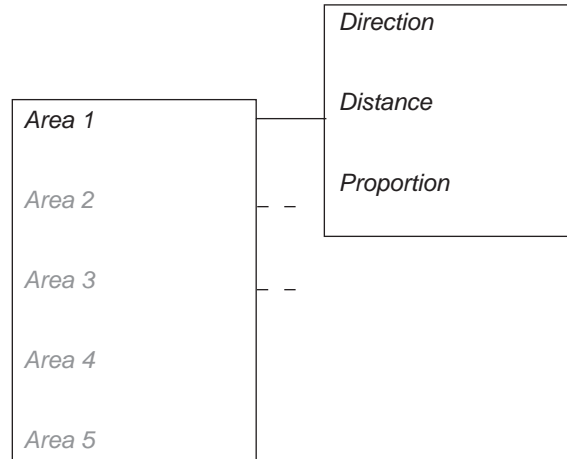 Direction
Distance
Proportion
Area 1
Area 2
Area 3
Area 4
Area 5